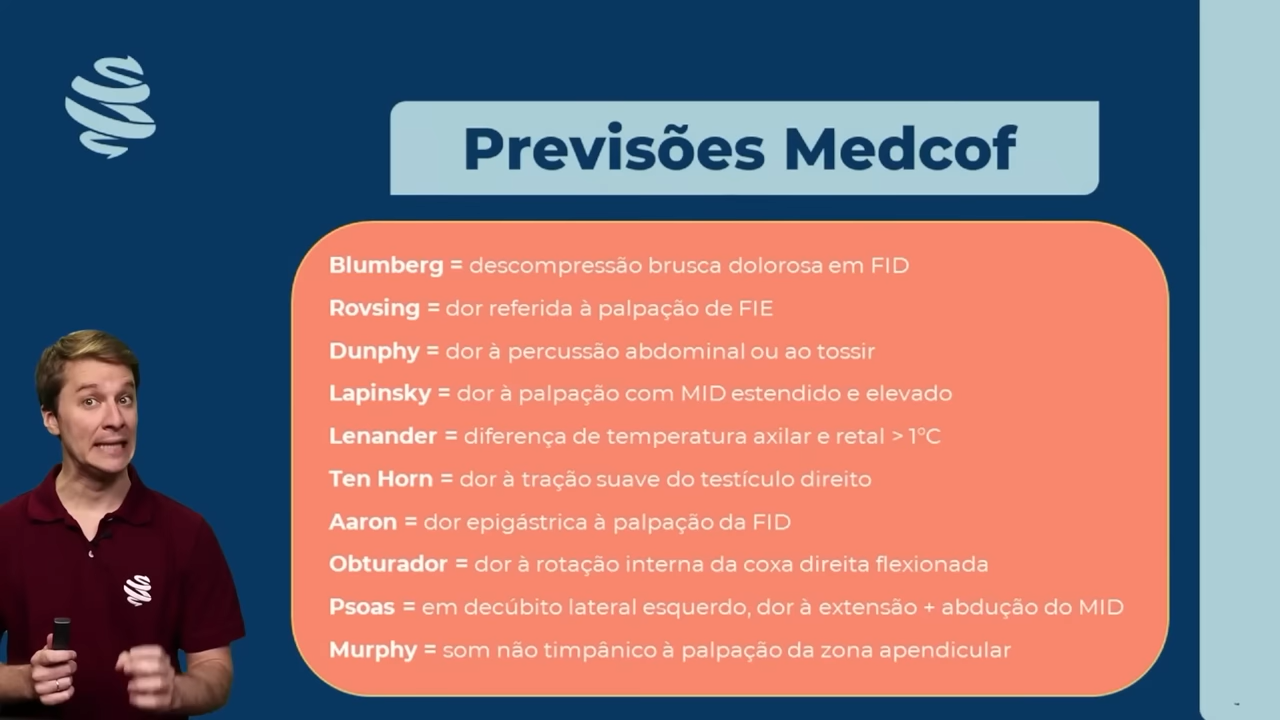 Previsões Medcof
Blumberg = descompressão brusca dolorosa em FID
Rovsing = dor referida à palpação de FIE
Dunphy = dor à percussão abdominal ou ao tossir
Lapinsky = dor à palpação com MID estendido e elevado
Lenander = diferença de temperatura axilar e retal > 1ºC
Ten Horn = dor à tração suave do testículo direito
Aaron = dor epigástrica à palpação da FID
Obturador = dor à rotação interna da coxa direita flexionada
Psoas = em decúbito lateral esquerdo, dor à extensão + abdução do MID
Murphy = som não timpânico à palpação da zona apendicular